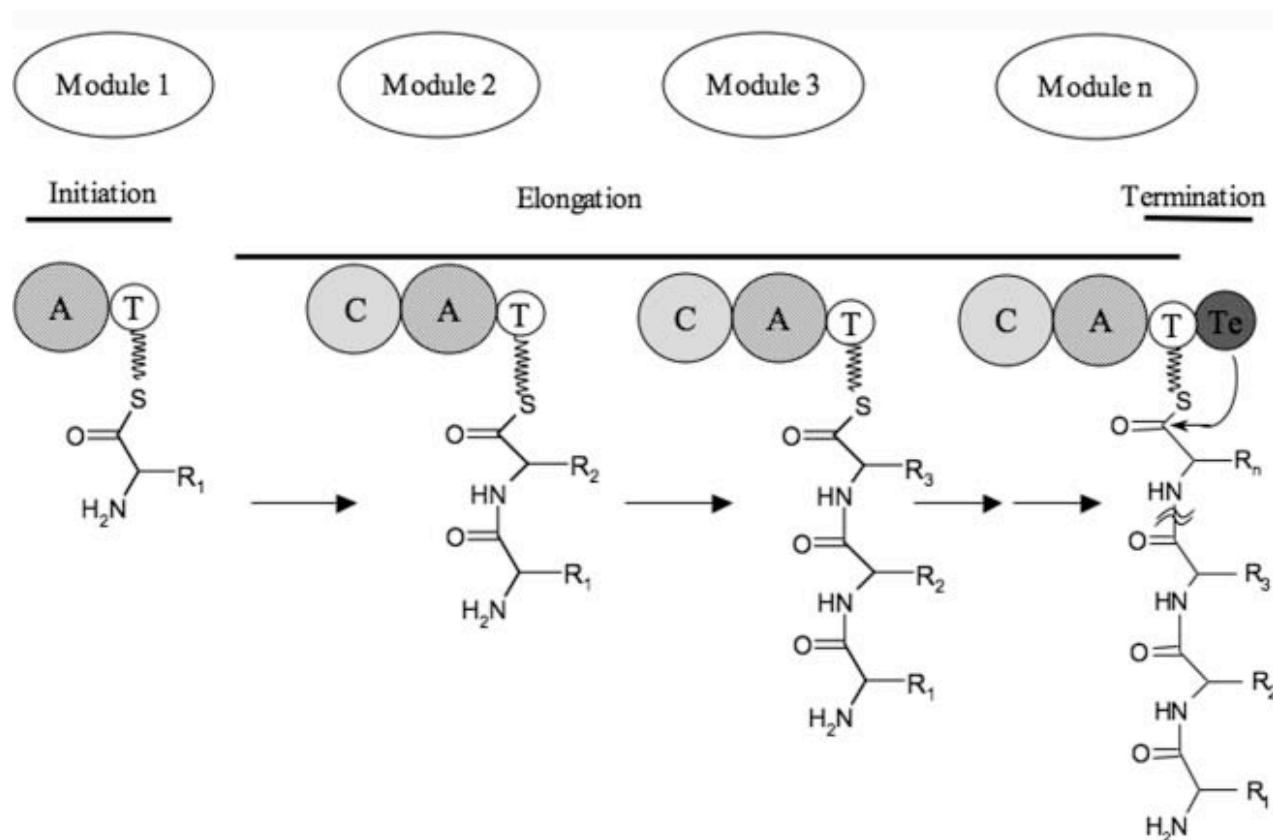 Module 1 Module 2 Module 3 Module n
Initiation Elongation Termination
A T C A T C A T C A T Te
S S S S
O O O O
R₁ R₂ R₃ Rₙ
H₂N HN HN HN
O O O
R₁ R₂ R₃
H₂N HN HN
O O
R₁ R₂
H₂N HN
O
R₁
H₂N